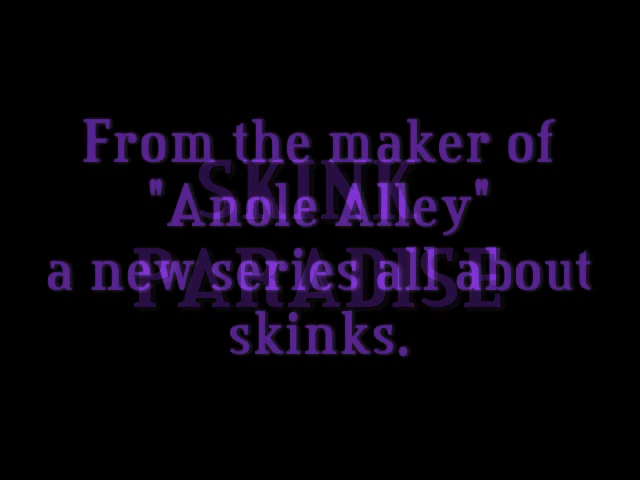 From the maker of
SKINK
"Anole Alley"
PARADISE
a new series all about
skinks.